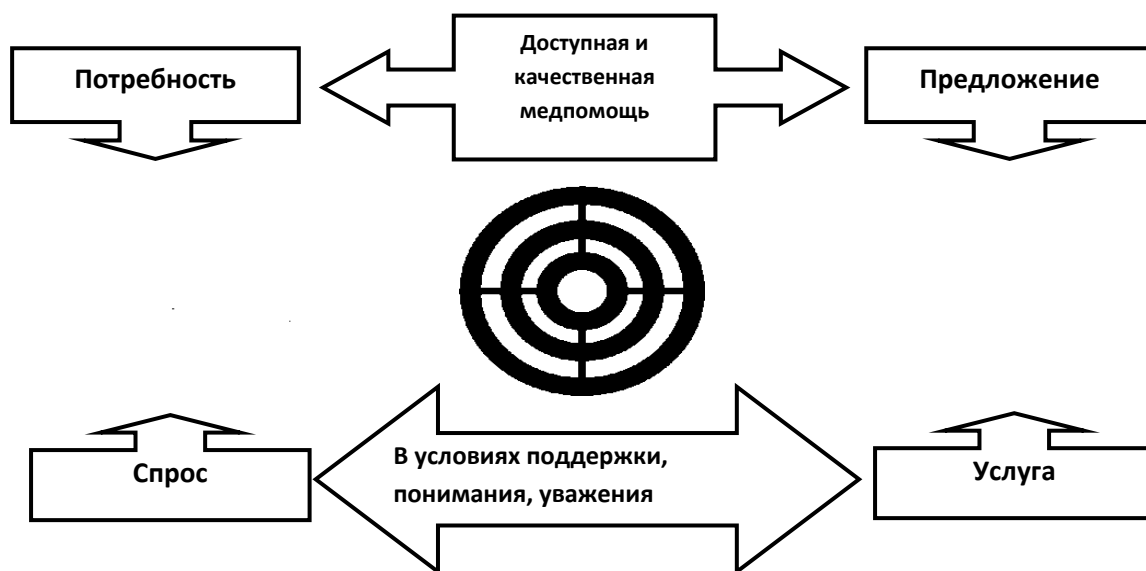 Потребность
Доступная и
качественная
медпомощь
Предложение
Спрос
В условиях поддержки,
понимания, уважения
Услуга